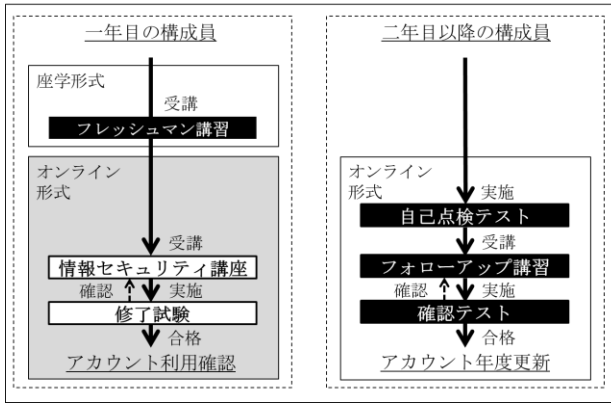 一年目の構成員
座学形式
受講
フレッシュマン講習
オンライン
形式
受講
情報セキュリティ講座
確認
実施
修了試験
合格
アカウント利用確認
二年目以降の構成員
オンライン
形式
実施
自己点検テスト
受講
フォローアップ講習
確認
実施
確認テスト
合格
アカウント年度更新